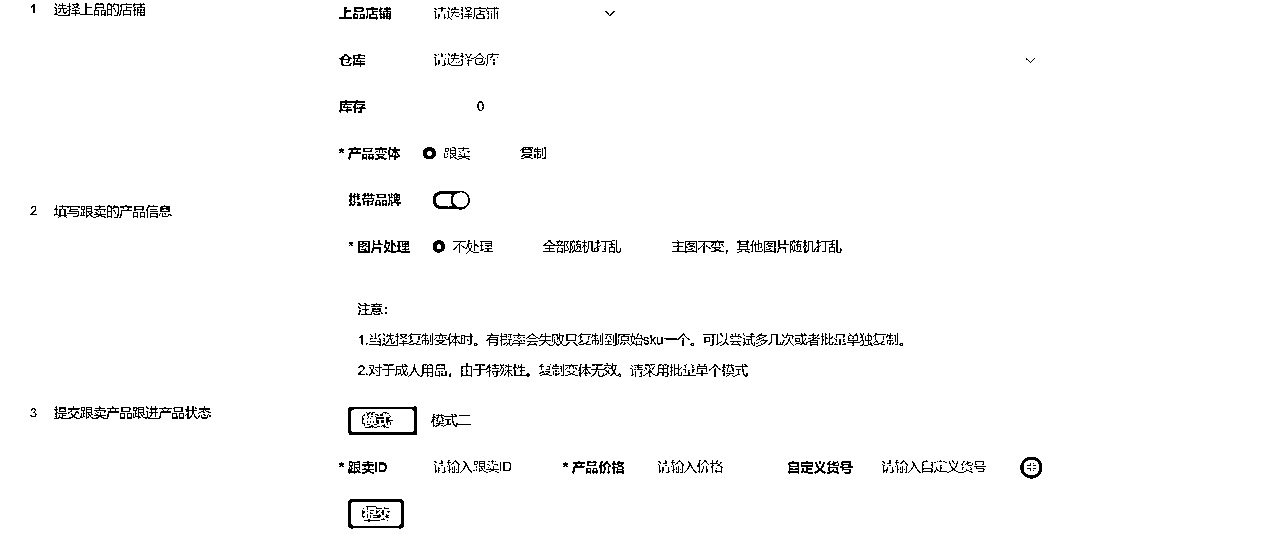 1 选择上品的店铺
上品店铺 请选择店铺
仓库 请选择仓库
库存 0
* 产品变体 跟卖 复制
携带品牌
2 填写跟卖的产品信息
* 图片处理 不处理 全部随机打乱 主图不变，其他图片随机打乱
注意：
1.当选择复制变体时。有概率会失败只复制到原始sku一个。可以尝试多几次或者批量单独复制。
2.对于成人用品，由于特殊性。复制变体无效。请采用批量单个模式
3 提交跟卖产品跟进产品状态
模式一 模式二
* 跟卖ID 请输入跟卖ID * 产品价格 请输入价格 自定义货号 请输入自定义货号
提交